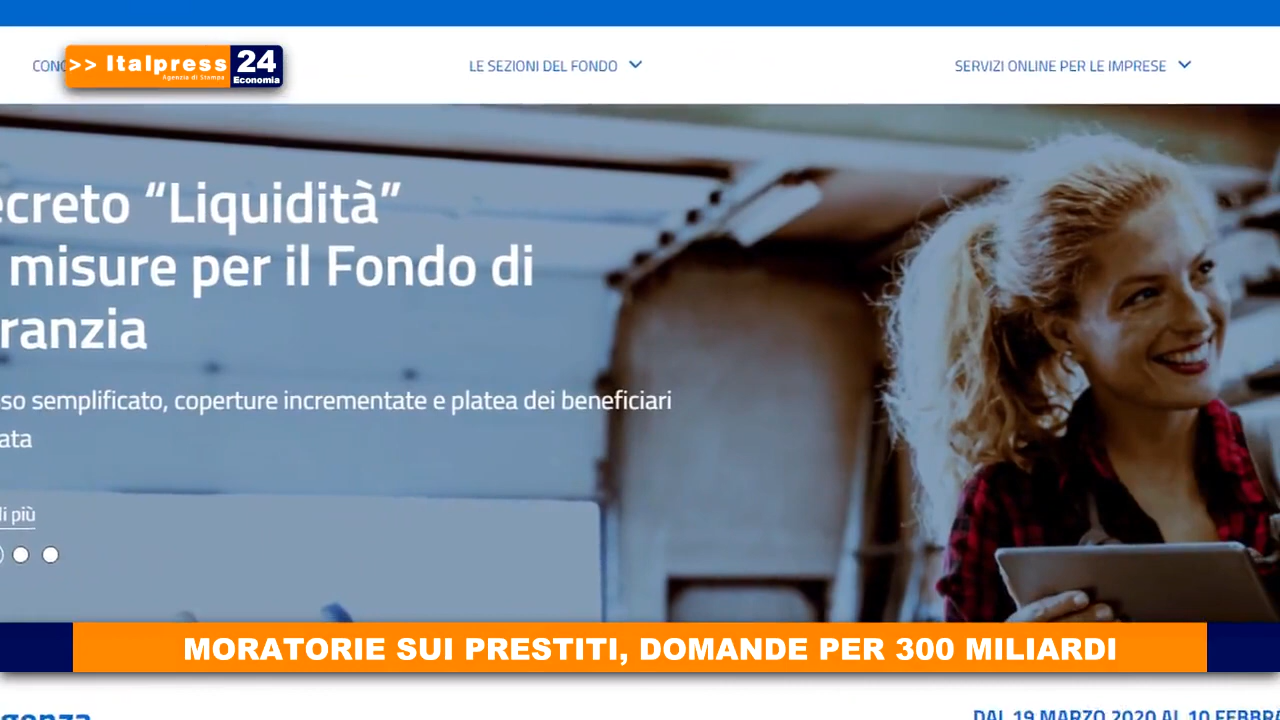 >> Italpress 24
Agenzia di Stampa Economia
LE SEZIONI DEL FONDO
SERVIZI ONLINE PER LE IMPRESE
ecreto “Liquidità”
misure per il Fondo di
ranzia
so semplificato, coperture incrementate e platea dei beneficiari
ata
di più
MORATORIE SUI PRESTITI, DOMANDE PER 300 MILIARDI
DAL 19 MARZO 2020 AL 10 FEBBRA